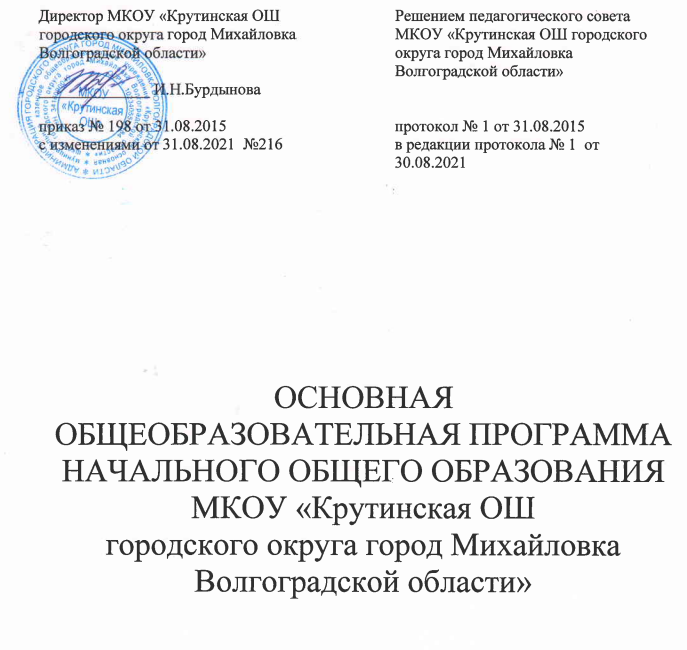 Директор МКОУ «Крутинская ОШ
городского округа город Михайловка
Волгоградской области»
И.Н.Бурдынова
приказ № 198 от 31.08.2015
с изменениями от 31.08.2021 №216
Решением педагогического совета
МКОУ «Крутинская ОШ городского
округа город Михайловка
Волгоградской области»
протокол № 1 от 31.08.2015
в редакции протокола № 1 от
30.08.2021
МКОУ
«Крутинская
ОШ»
ОСНОВНАЯ
ОБЩЕОБРАЗОВАТЕЛЬНАЯ ПРОГРАММА
НАЧАЛЬНОГО ОБЩЕГО ОБРАЗОВАНИЯ
МКОУ «Крутинская ОШ
городского округа город Михайловка
Волгоградской области»